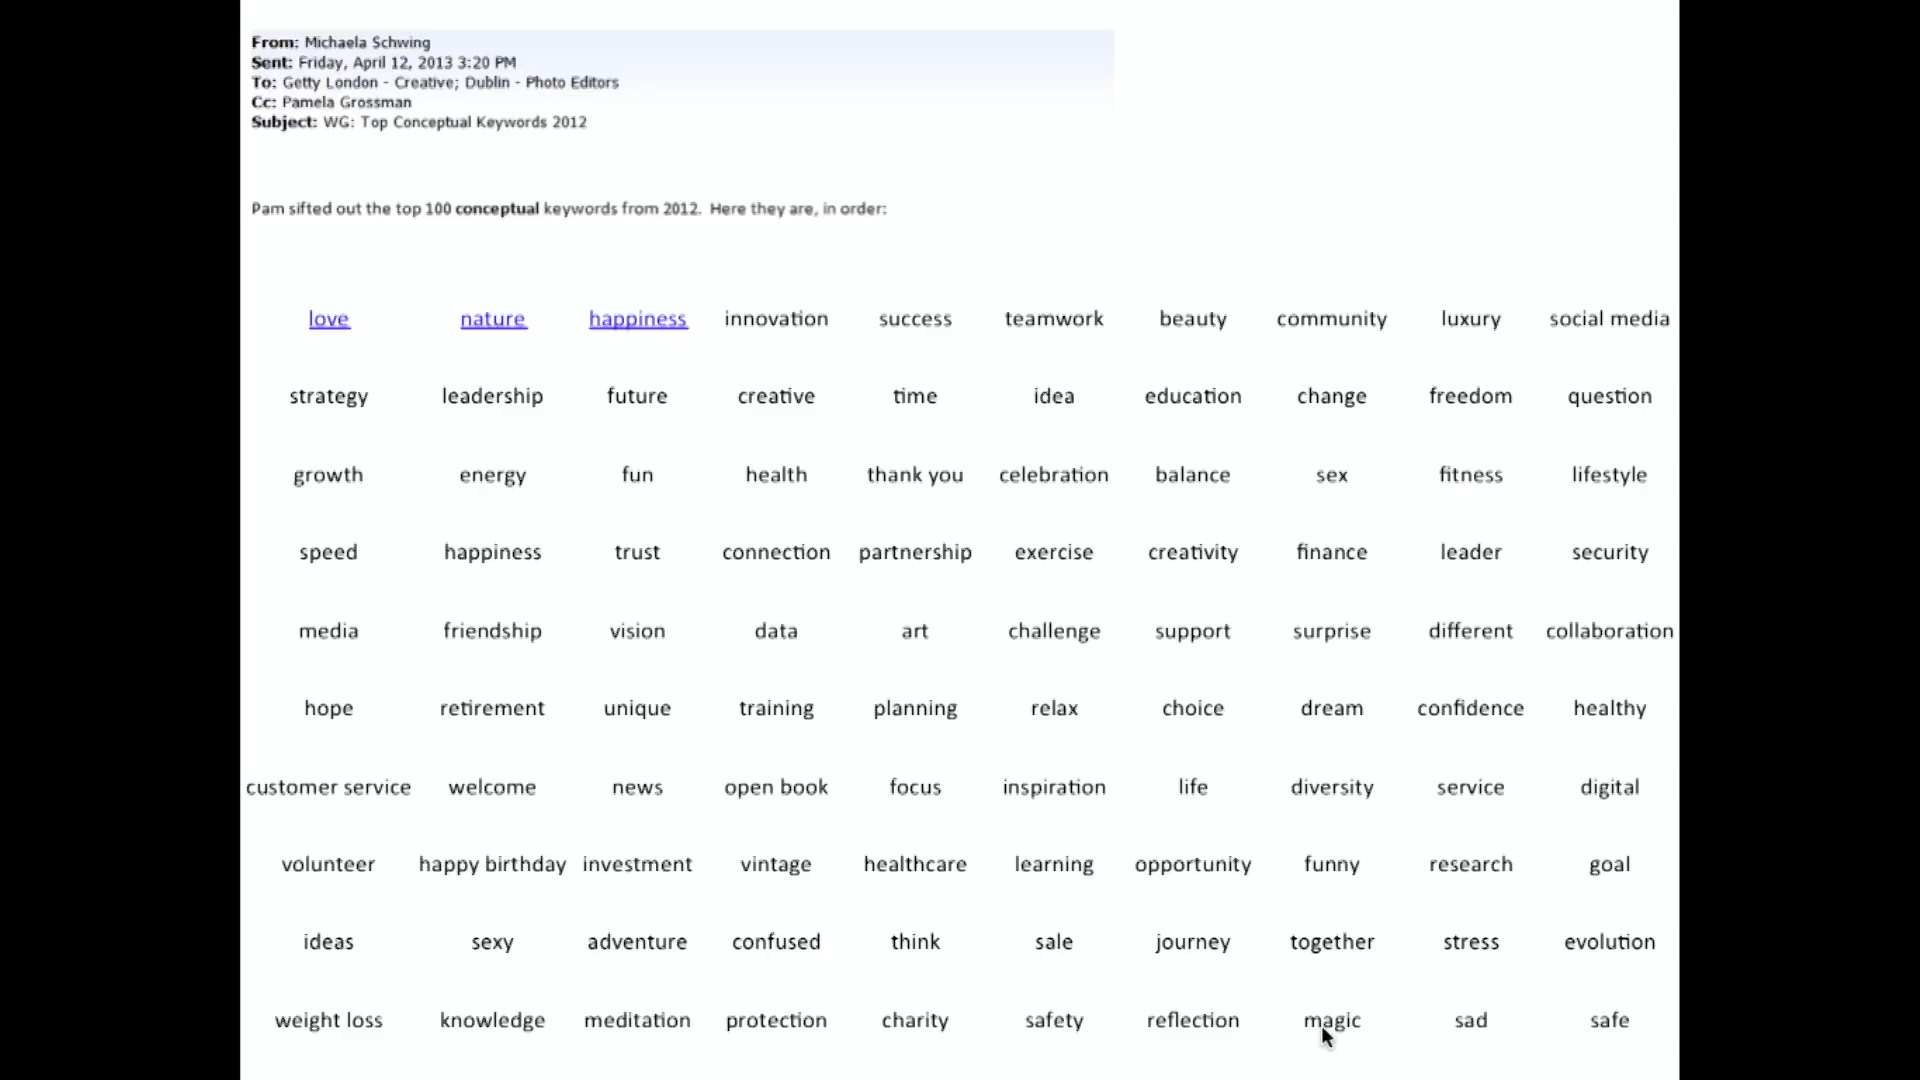 From: Michaela Schwing
Sent: Friday, April 12, 2013 3:20 PM
To: Getty London - Creative; Dublin - Photo Editors
Cc: Pamela Grossman
Subject: WG: Top Conceptual Keywords 2012
Pam sifted out the top 100 conceptual keywords from 2012. Here they are, in order:
love nature happiness innovation success teamwork beauty community luxury social media
strategy leadership future creative time idea education change freedom question
growth energy fun health thank you celebration balance sex fitness lifestyle
speed happiness trust connection partnership exercise creativity finance leader security
media friendship vision data art challenge support surprise different collaboration
hope retirement unique training planning relax choice dream confidence healthy
customer service welcome news open book focus inspiration life diversity service digital
volunteer happy birthday investment vintage healthcare learning opportunity funny research goal
ideas sexy adventure confused think sale journey together stress evolution
weight loss knowledge meditation protection charity safety reflection magic sad safe